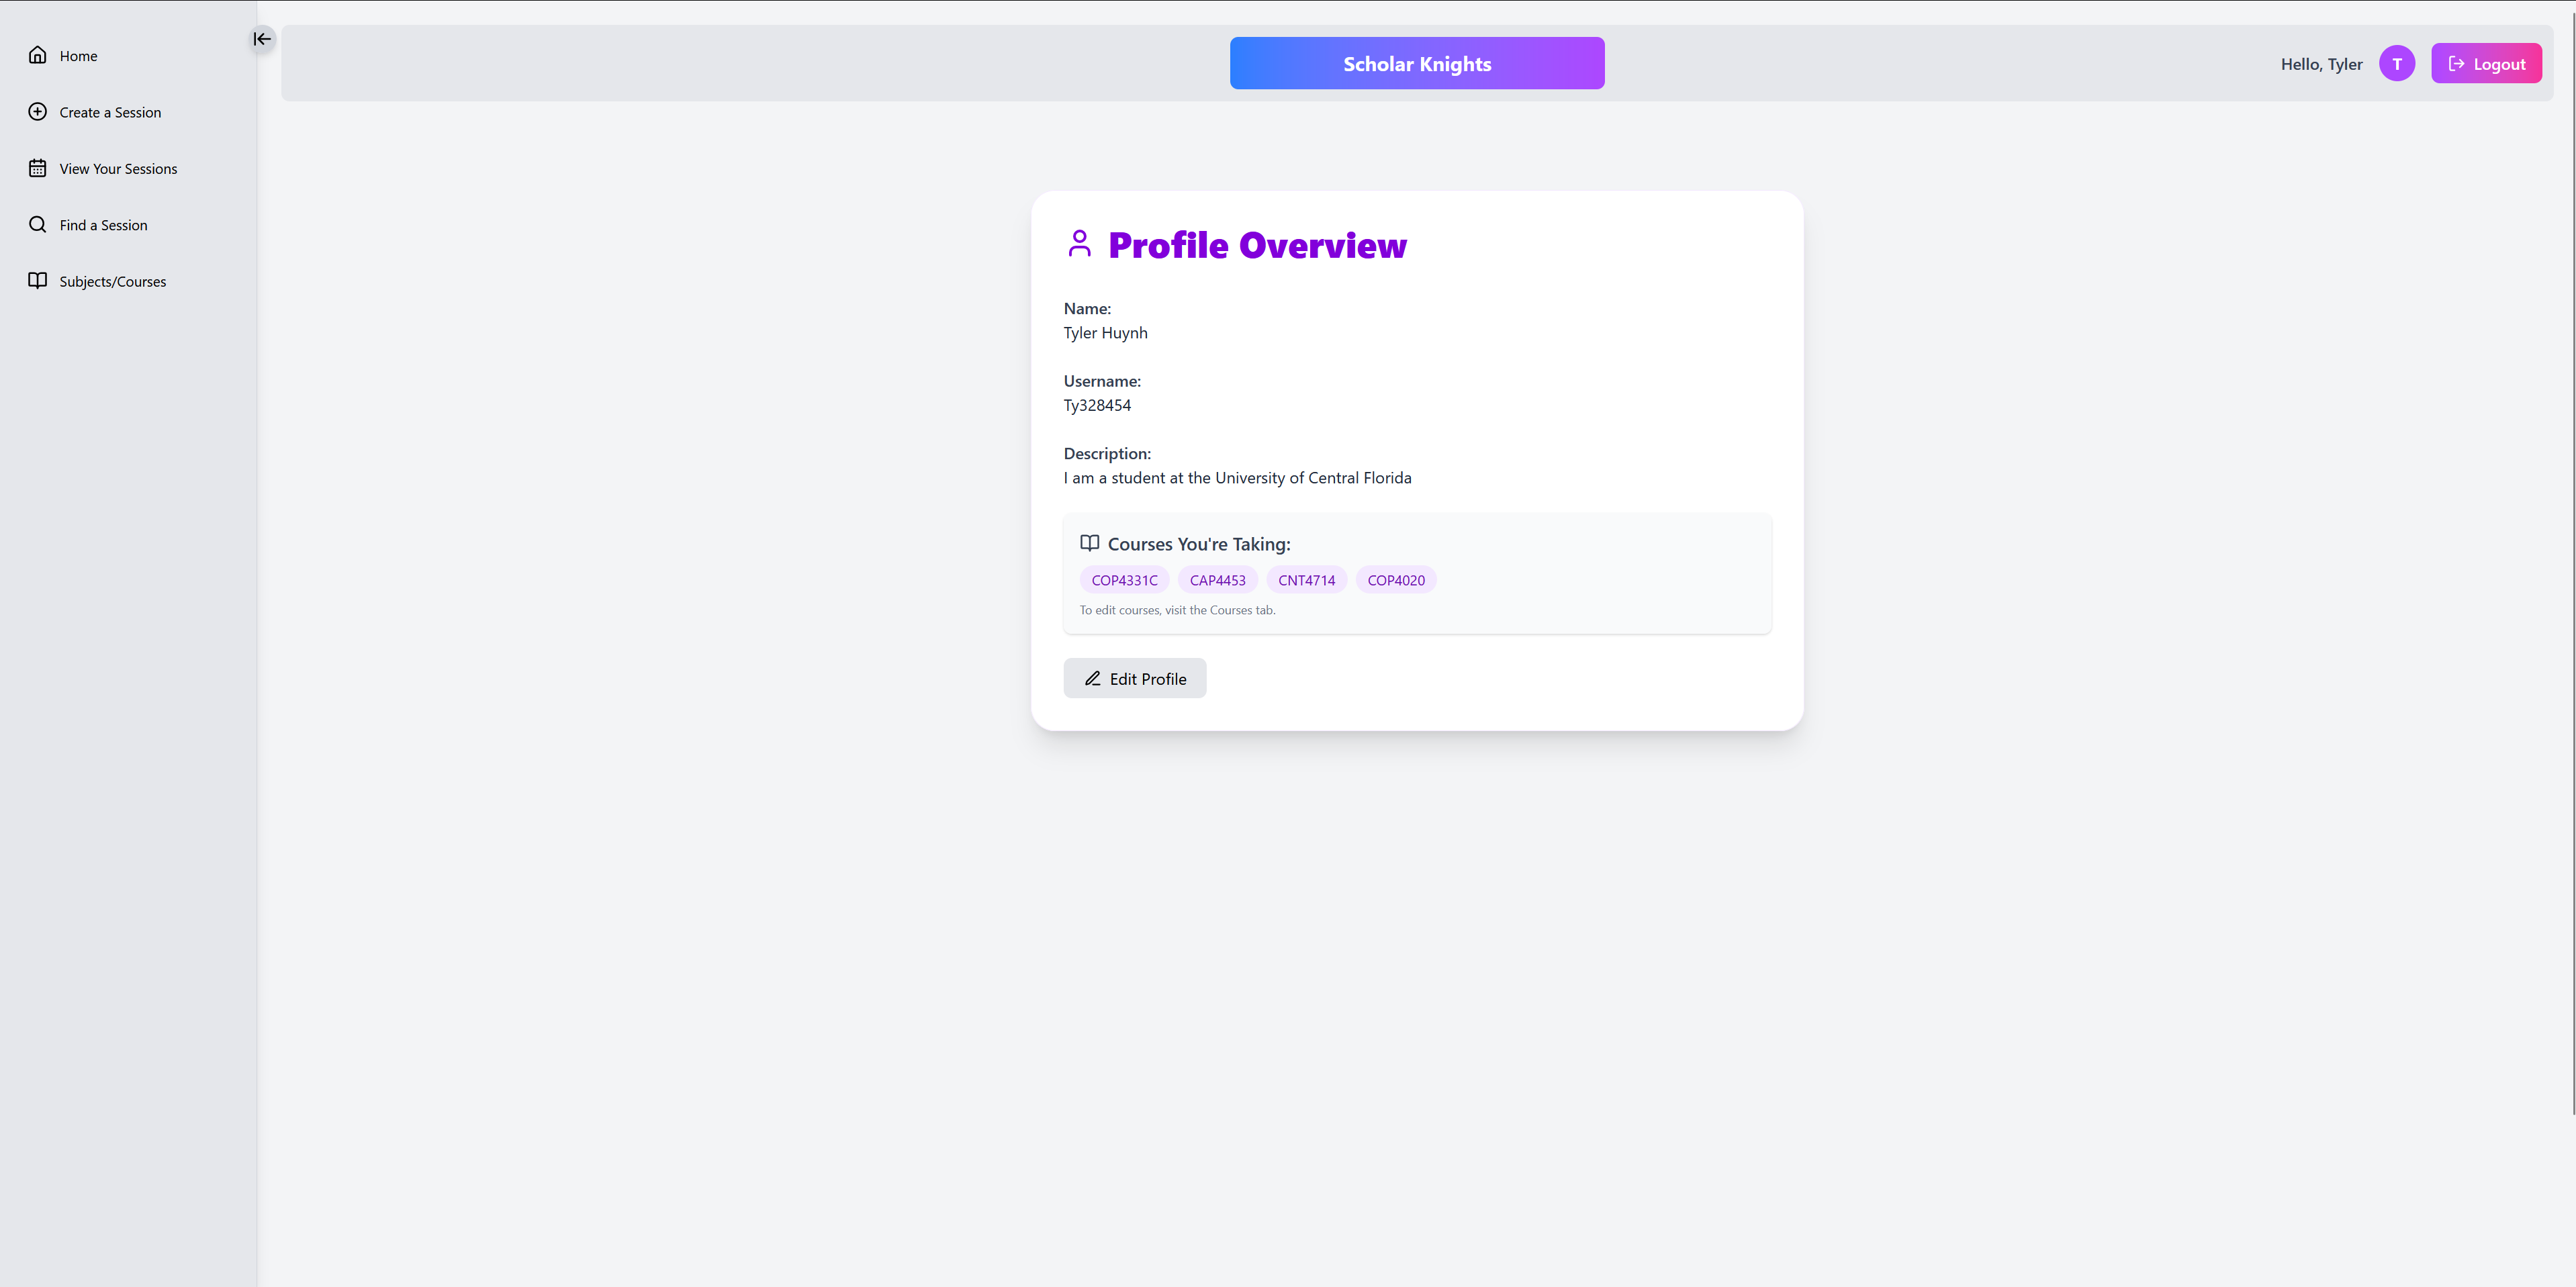 Home
Create a Session
View Your Sessions
Find a Session
Subjects/Courses
Scholar Knights
Hello, Tyler
T
Logout
Profile Overview
Name:
Tyler Huynh
Username:
Ty328454
Description:
I am a student at the University of Central Florida
Courses You're Taking:
COP4331C CAP4453 CNT4714 COP4020
To edit courses, visit the Courses tab.
Edit Profile